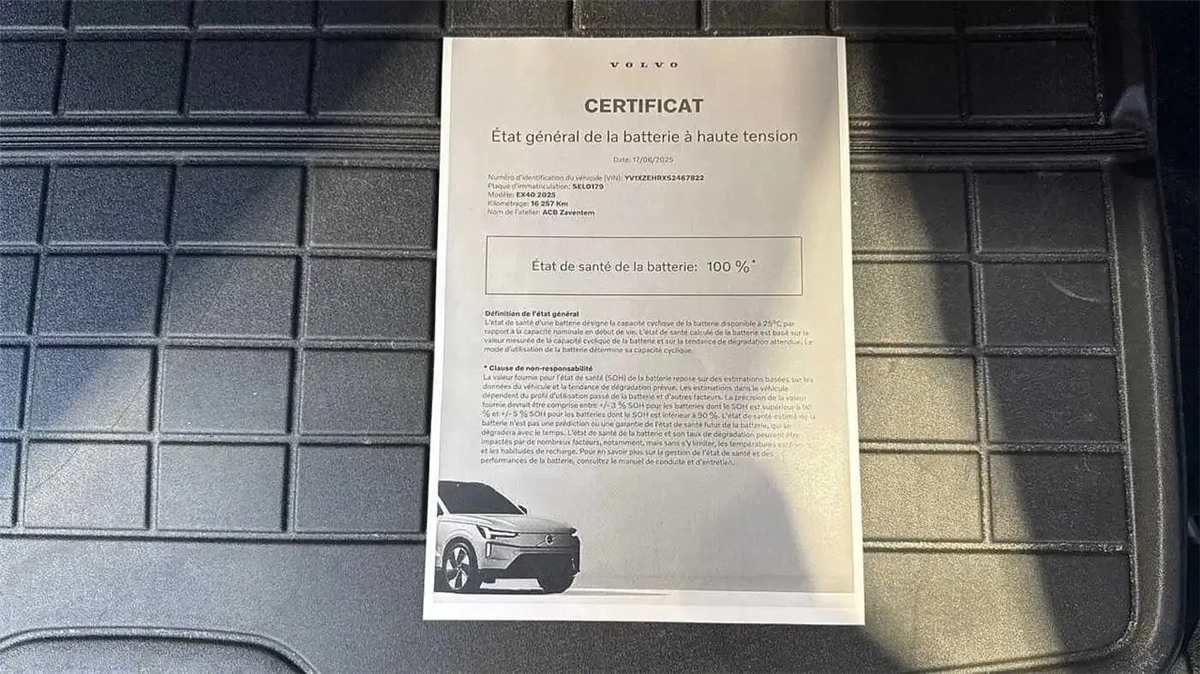 VOLVO
CERTIFICAT
État général de la batterie à haute tension
Date: 17/06/2025
Numéro d'identification du véhicule (VIN): YV1XZEHRXS2467822
Plaque d'immatriculation: SEL0179
Modèle: EX40 2025
Kilométrage: 16 257 Km
Nom de l'atelier: ACB Zaventem
État de santé de la batterie: 100 %*
Définition de l'état général
L'état de santé d'une batterie désigne la capacité cyclique de la batterie disponible à 25°C par
rapport à la capacité nominale en début de vie. L'état de santé calculé de la batterie est basé sur la
valeur mesurée de la capacité cyclique de la batterie et sur la tendance de dégradation attendue. Le
mode d'utilisation de la batterie détermine sa capacité cyclique.
* Clause de non-responsabilité
La valeur fournie pour l'état de santé (SOH) de la batterie repose sur des estimations basées sur les
données du véhicule et la tendance de dégradation prévue. Les estimations dans le véhicule
dépendent du profil d'utilisation passé de la batterie et d'autres facteurs. La précision de la valeur
fournie devrait être comprise entre +/-3 % SOH pour les batteries dont le SOH est supérieur à 90
% et +/- 5 % SOH pour les batteries dont le SOH est inférieur à 90 %. L'état de santé estimé de la
batterie n'est pas une prédiction ou une garantie de l'état de santé futur de la batterie, qui se
dégradera avec le temps. L'état de santé de la batterie et son taux de dégradation peuvent être
impactés par de nombreux facteurs, notamment, mais sans s'y limiter, les températures
et les habitudes de recharge. Pour en savoir plus sur la gestion de l'état de santé et des
performances de la batterie, consultez le manuel de conduite et d'entretien.